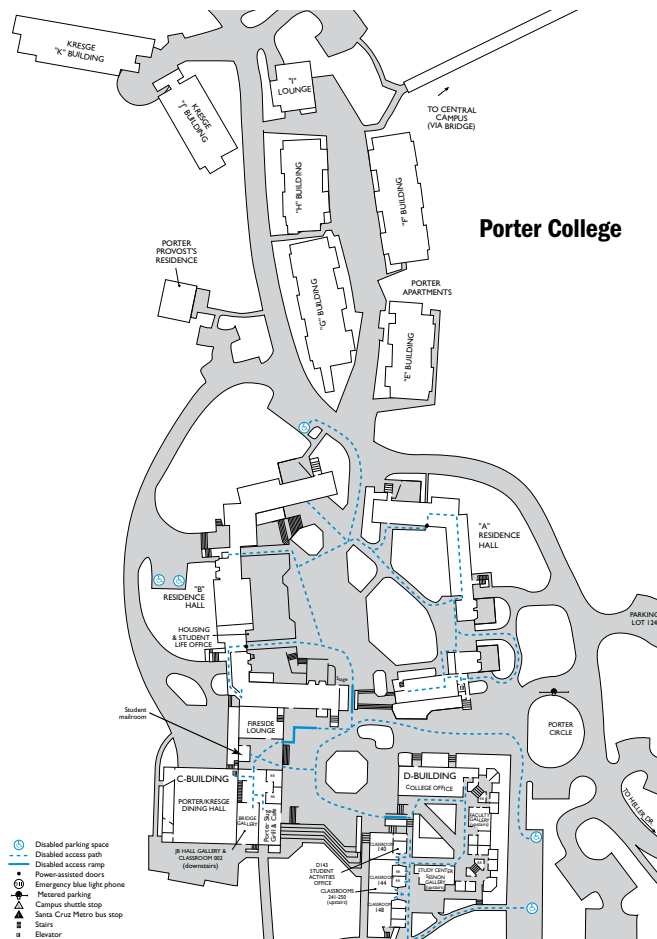 KRESGE
"K" BUILDING
"I"
LOUNGE
KRESGE
"J" BUILDING
TO CENTRAL
CAMPUS
(VIA BRIDGE)
"H" BUILDING
"F" BUILDING
Porter College
PORTER
PROVOST'S
RESIDENCE
"G" BUILDING
PORTER
APARTMENTS
"E" BUILDING
"A"
RESIDENCE
HALL
"B"
RESIDENCE
HALL
PARKING
LOT 124
HOUSING
& STUDENT
LIFE OFFICE
Stage
Student
mailroom
FIRESIDE
LOUNGE
PORTER
CIRCLE
C-BUILDING
PORTER/KRESGE
DINING HALL
D-BUILDING
COLLEGE OFFICE
TO HELLER DR
BRIDGE
GALLERY
Porter Slug
Grill & Cafe
FACULTY
GALLERY
(upstairs)
JB HALL GALLERY &
CLASSROOM 002
(downstairs)
CLASSROOM
140
D143
STUDENT
ACTIVITIES
OFFICE
STUDY CENTER
SESNON
GALLERY
(upstairs)
CLASSROOM
144
CLASSROOMS
241-250
(upstairs)
CLASSROOM
148
Disabled parking space
Disabled access path
Disabled access ramp
Power-assisted doors
Emergency blue light phone
Metered parking
Campus shuttle stop
Santa Cruz Metro bus stop
Stairs
Elevator